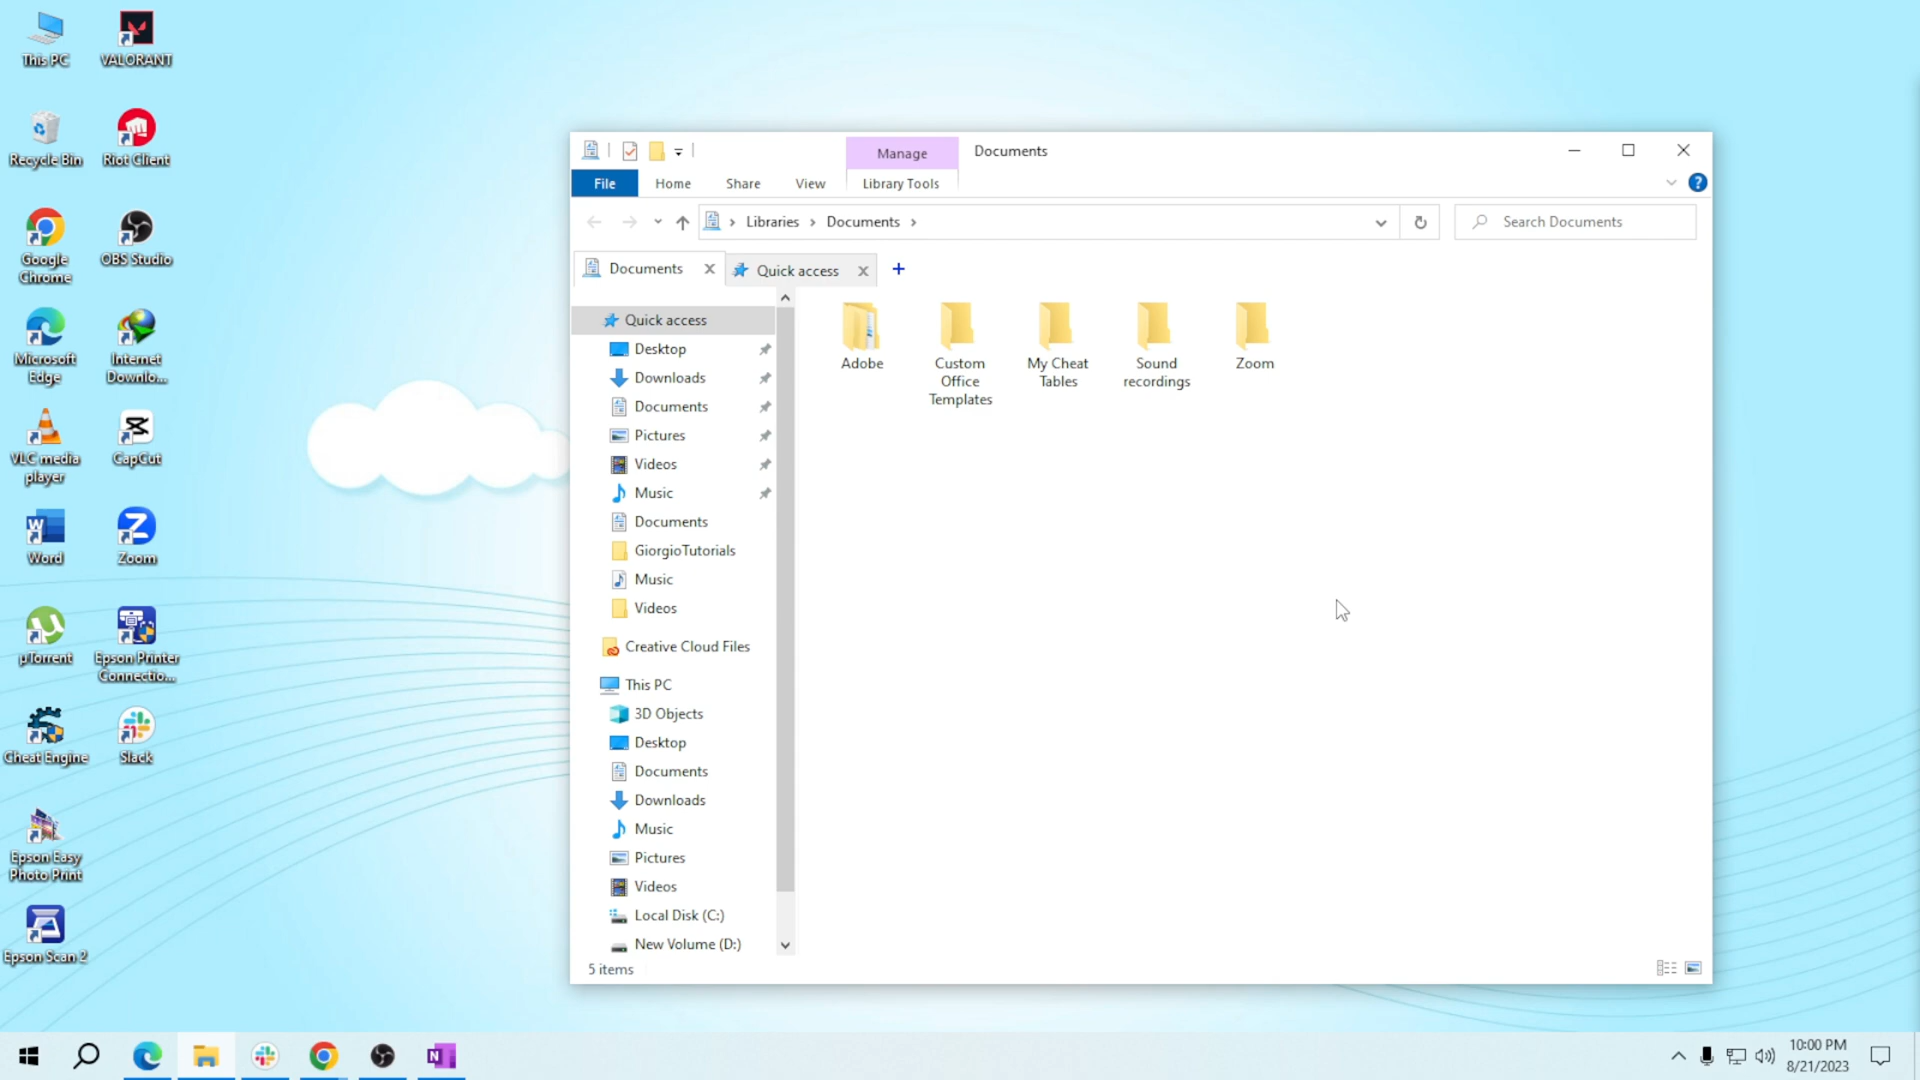 This PC
VALORANT
Recycle Bin
Riot Client
Google
Chrome
OBS Studio
Microsoft
Edge
Internet
Downlo...
VLC media
player
CapCut
Word
Zoom
µTorrent
Epson Printer
Connectio...
Cheat Engine
Slack
Epson Easy
Photo Print
Epson Scan 2
Manage
Documents
File
Home
Share
View
Library Tools
Libraries
Documents
Search Documents
Documents
Quick access
Quick access
Desktop
Downloads
Documents
Pictures
Videos
Music
Documents
GiorgioTutorials
Music
Videos
Creative Cloud Files
This PC
3D Objects
Desktop
Documents
Downloads
Music
Pictures
Videos
Local Disk (C:)
New Volume (D:)
Adobe
Custom
Office
Templates
My Cheat
Tables
Sound
recordings
Zoom
5 items
10:00 PM
8/21/2023